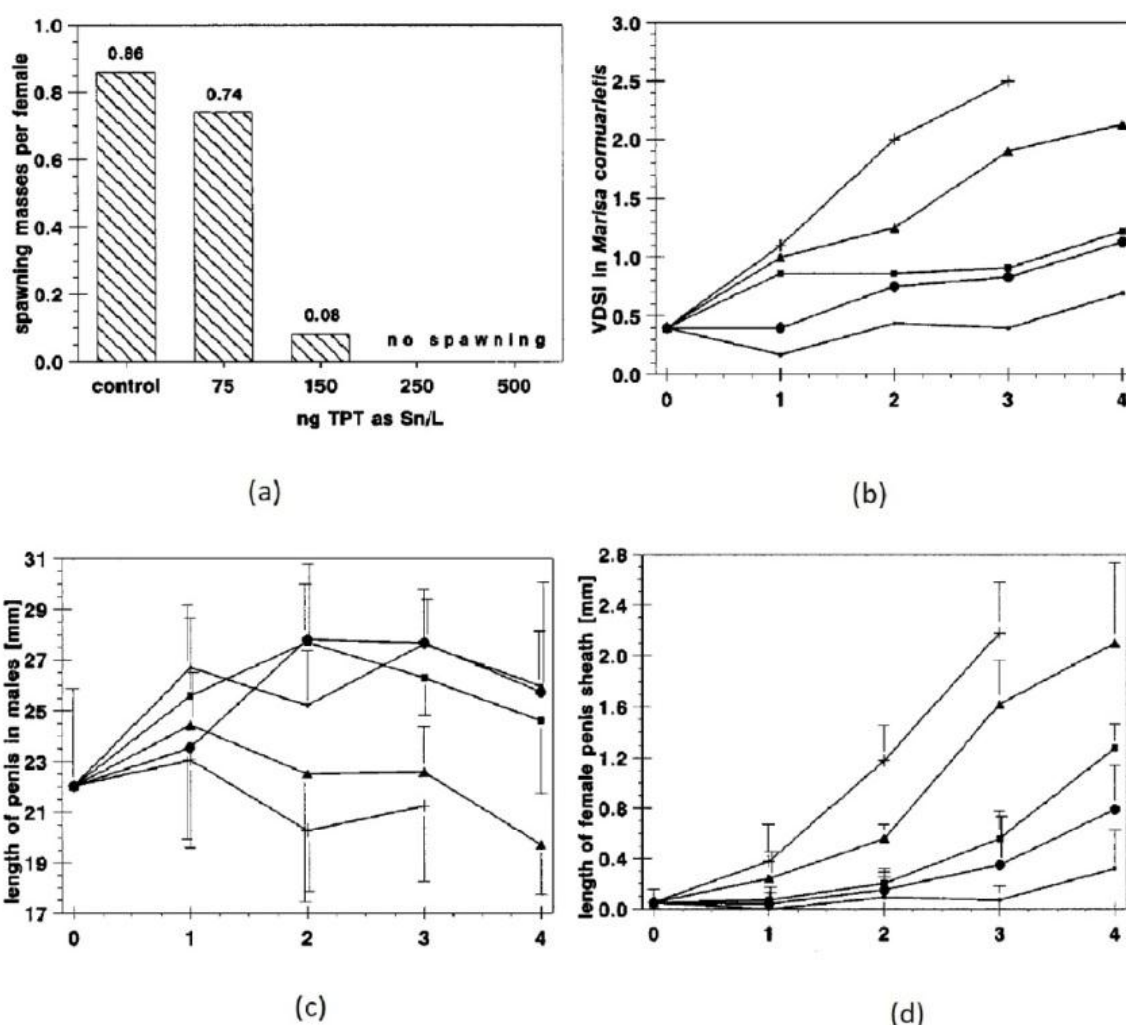 1.0
0.8
0.6
0.4
0.2
0.0
spawning masses per female
0.86
0.74
0.08
no spawning
control 75 150 250 500
ng TPT as Sn/L
(a)
3.0
2.5
2.0
1.5
1.0
0.5
0.0
VDSI in Marisa cornuarietis
0 1 2 3 4
(b)
31
29
27
25
23
21
19
17
length of penis in males [mm]
0 1 2 3 4
(c)
2.8
2.4
2.0
1.6
1.2
0.8
0.4
0.0
length of female penis sheath [mm]
0 1 2 3 4
(d)